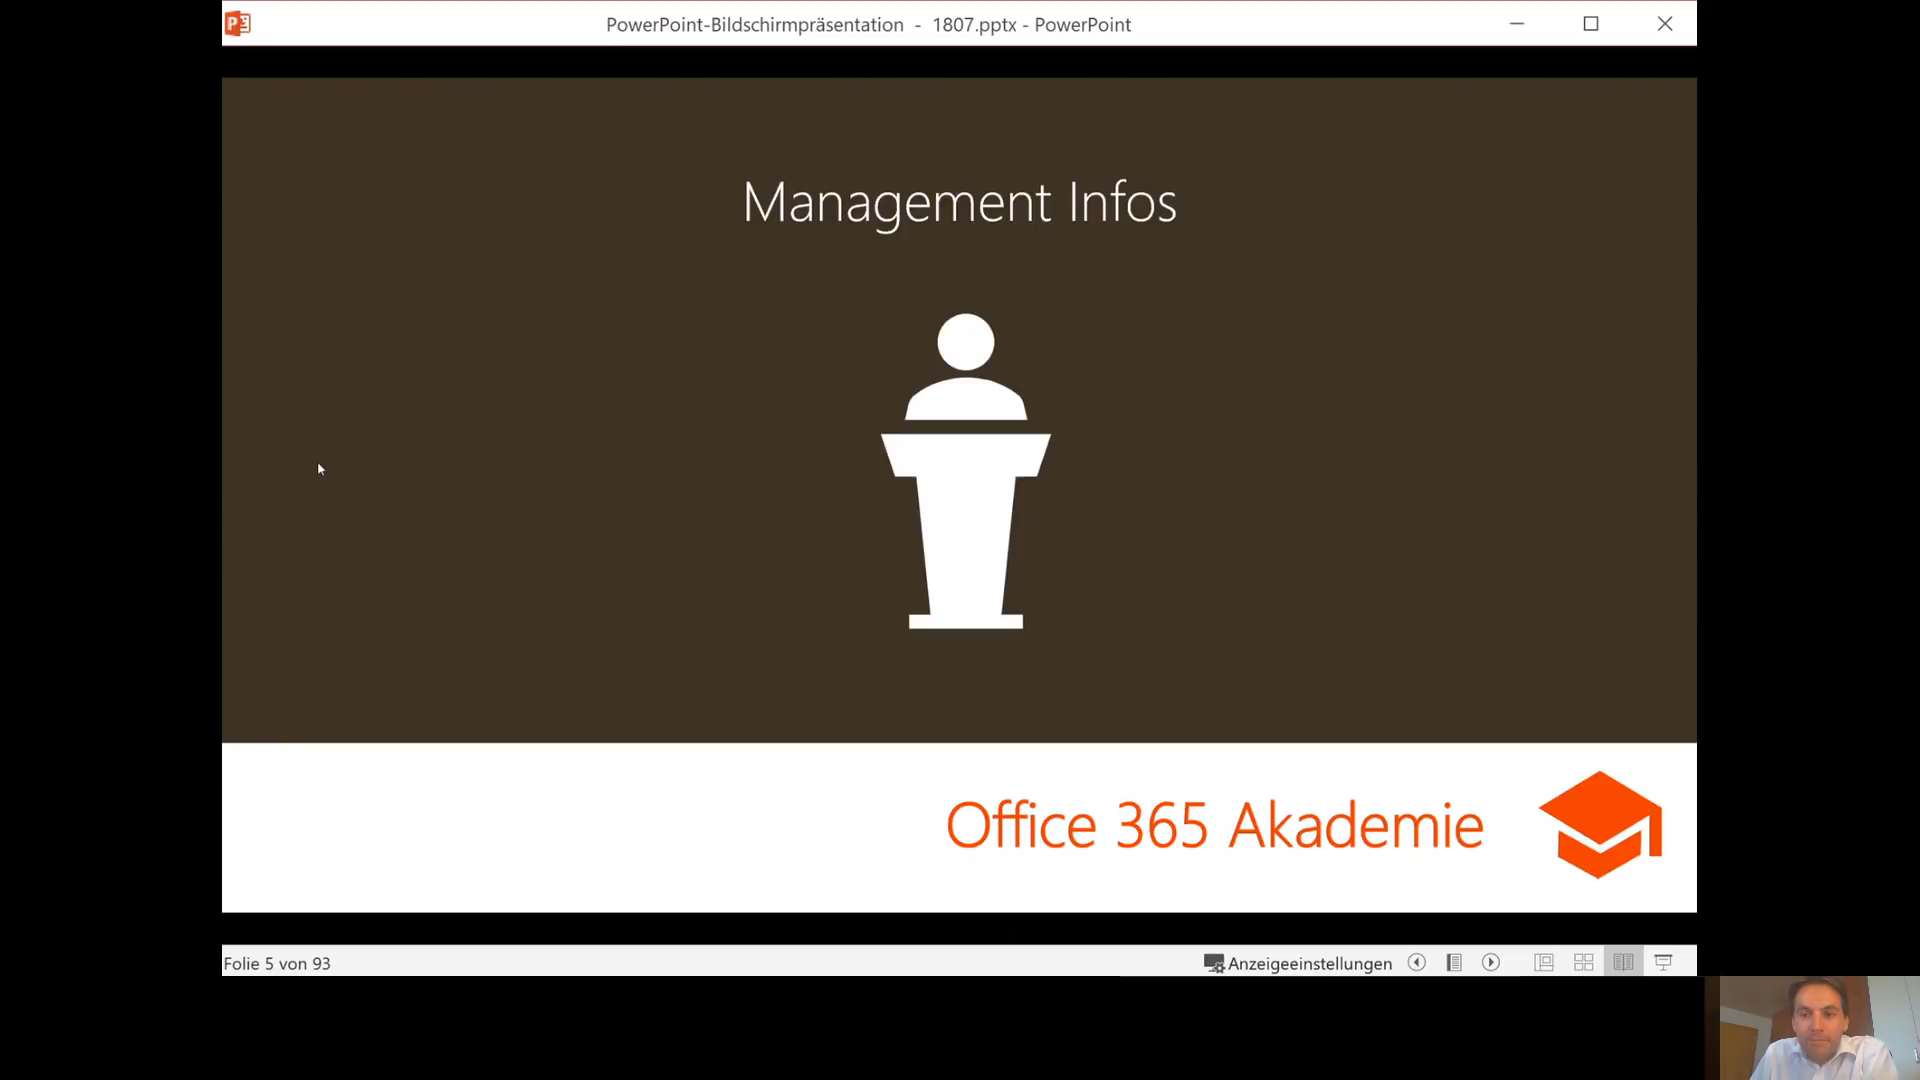 PowerPoint-Bildschirmpräsentation - 1807.pptx - PowerPoint
Management Infos
Office 365 Akademie
Folie 5 von 93
Anzeigeeinstellungen